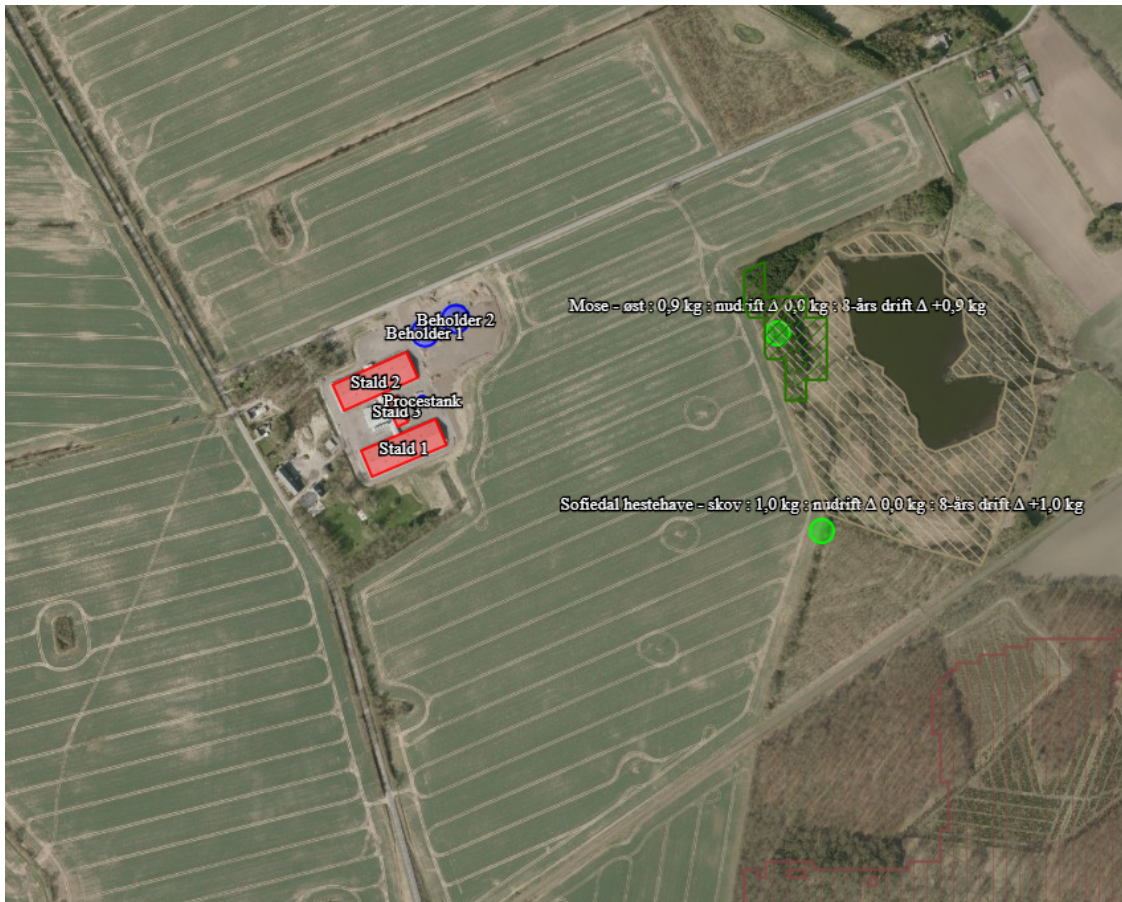 Mose - øst : 0,9 kg : nudrift Δ 0,0 kg : 8-års drift Δ +0,9 kg
Beholder 2
Beholder 1
Stald 2
Procestank
Stald 3
Stald 1
Sofiedal hestehave - skov : 1,0 kg : nudrift Δ 0,0 kg : 8-års drift Δ +1,0 kg